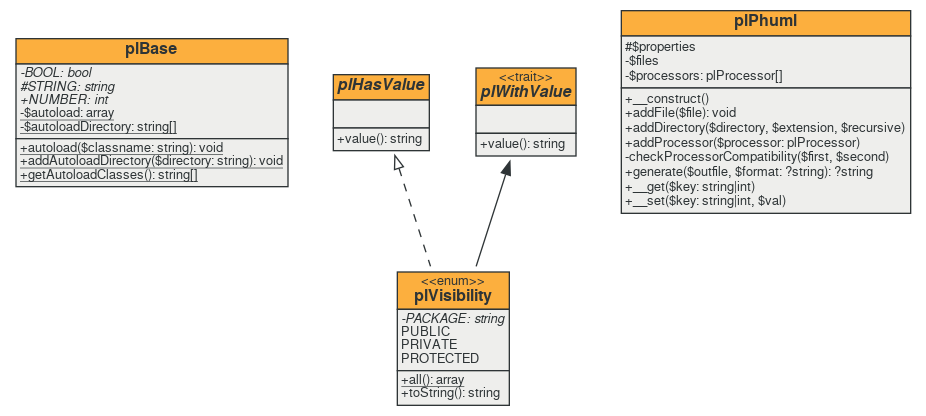 plBase
-BOOL: bool
#STRING: string
+NUMBER: int
-$autoload: array
-$autoloadDirectory: string[]
+autoload($classname: string): void
+addAutoloadDirectory($directory: string): void
+getAutoloadClasses(): string[]
plHasValue
+value(): string
<<trait>>
plWithValue
+value(): string
plPhuml
#$properties
-$files
-$processors: plProcessor[]
+__construct()
+addFile($file): void
+addDirectory($directory, $extension, $recursive)
+addProcessor($processor: plProcessor)
-checkProcessorCompatibility($first, $second)
+generate($outfile, $format: ?string): ?string
+__get($key: string|int)
+__set($key: string|int, $val)
<<enum>>
plVisibility
-PACKAGE: string
PUBLIC
PRIVATE
PROTECTED
+all(): array
+toString(): string